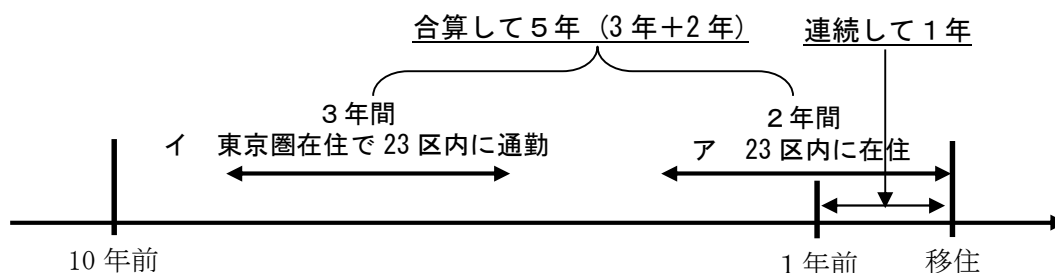 合算して５年（３年＋２年） 連続して１年
３年間 ２年間
イ 東京圏在住で 23 区内に通勤 ア 23 区内に在住
10 年前 １年前 移住